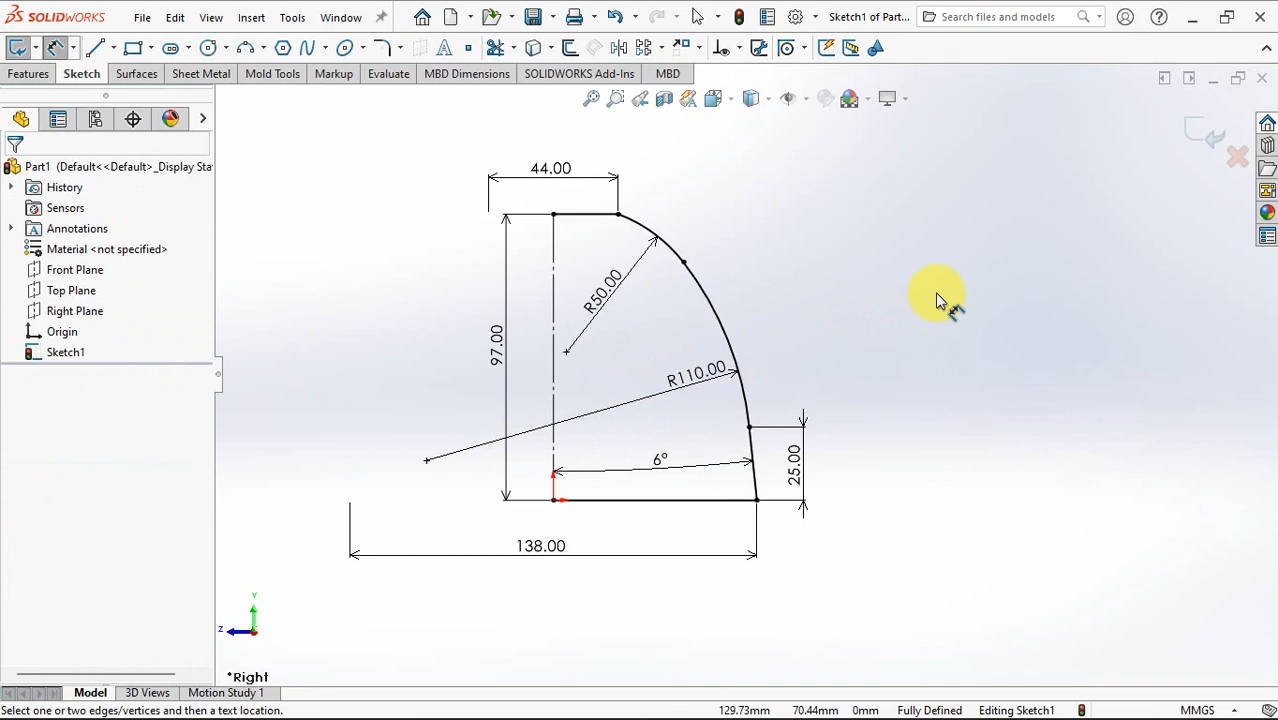 SOLIDWORKS
File
Edit
View
Insert
Tools
Window
Sketch1 of Part...
Search files and models
Features
Sketch
Surfaces
Sheet Metal
Mold Tools
Markup
Evaluate
MBD Dimensions
SOLIDWORKS Add-Ins
MBD
Part1 (Default<<Default>_Display Sta
History
Sensors
Annotations
Material <not specified>
Front Plane
Top Plane
Right Plane
Origin
Sketch1
44.00
R50.00
97.00
R110.00
6°
25.00
138.00
Y
Z
*Right
Model
3D Views
Motion Study 1
Select one or two edges/vertices and then a text location.
129.73mm
70.44mm
0mm
Fully Defined
Editing Sketch1
MMGS